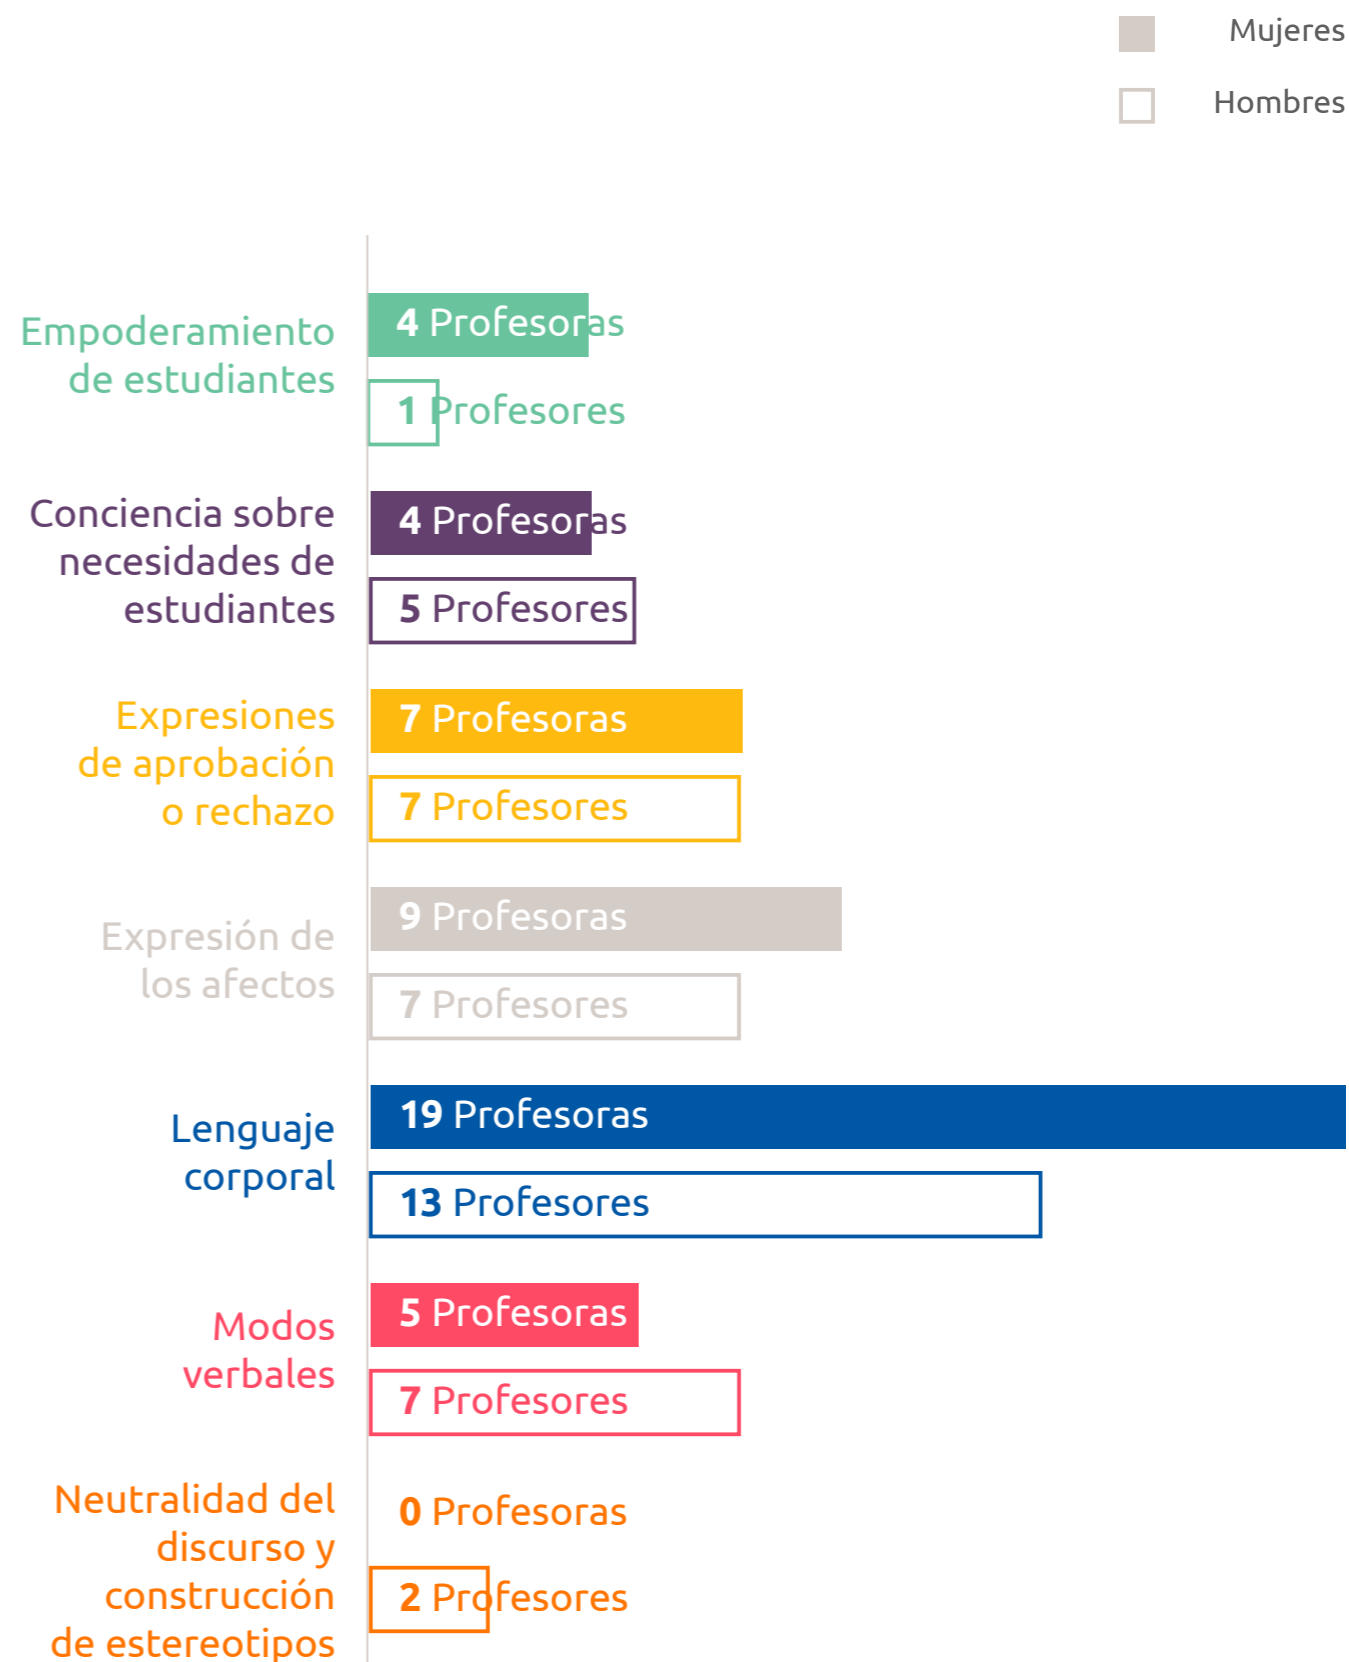 Mujeres
Hombres
Empoderamiento
de estudiantes
4 Profesoras
1 Profesores
Conciencia sobre
necesidades de
estudiantes
4 Profesoras
5 Profesores
Expresiones
de aprobación
o rechazo
7 Profesoras
7 Profesores
Expresión de
los afectos
9 Profesoras
7 Profesores
Lenguaje
corporal
19 Profesoras
13 Profesores
Modos
verbales
5 Profesoras
7 Profesores
Neutralidad del
discurso y
construcción
de estereotipos
0 Profesoras
2 Profesores